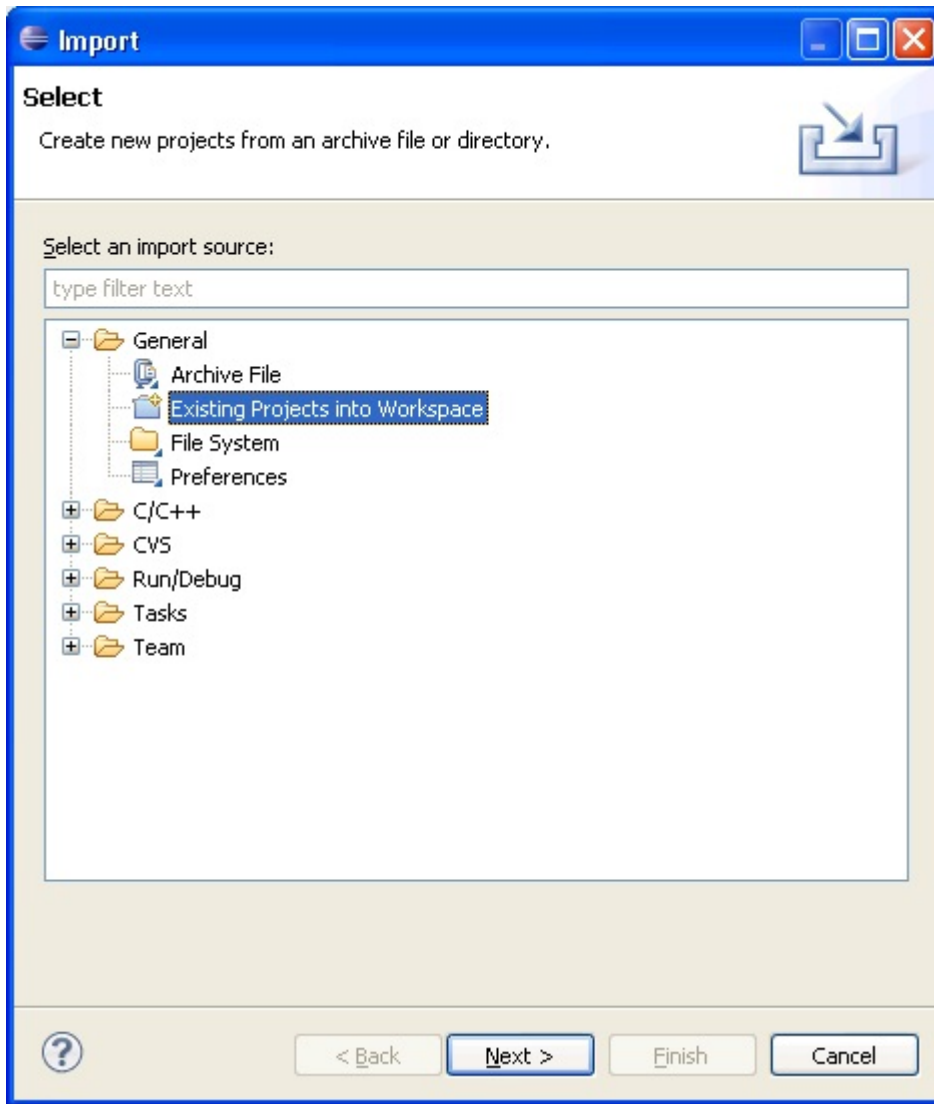 Import
Select
Create new projects from an archive file or directory.
Select an import source:
type filter text
General
Archive File
Existing Projects into Workspace
File System
Preferences
C/C++
CVS
Run/Debug
Tasks
Team
? < Back Next > Finish Cancel